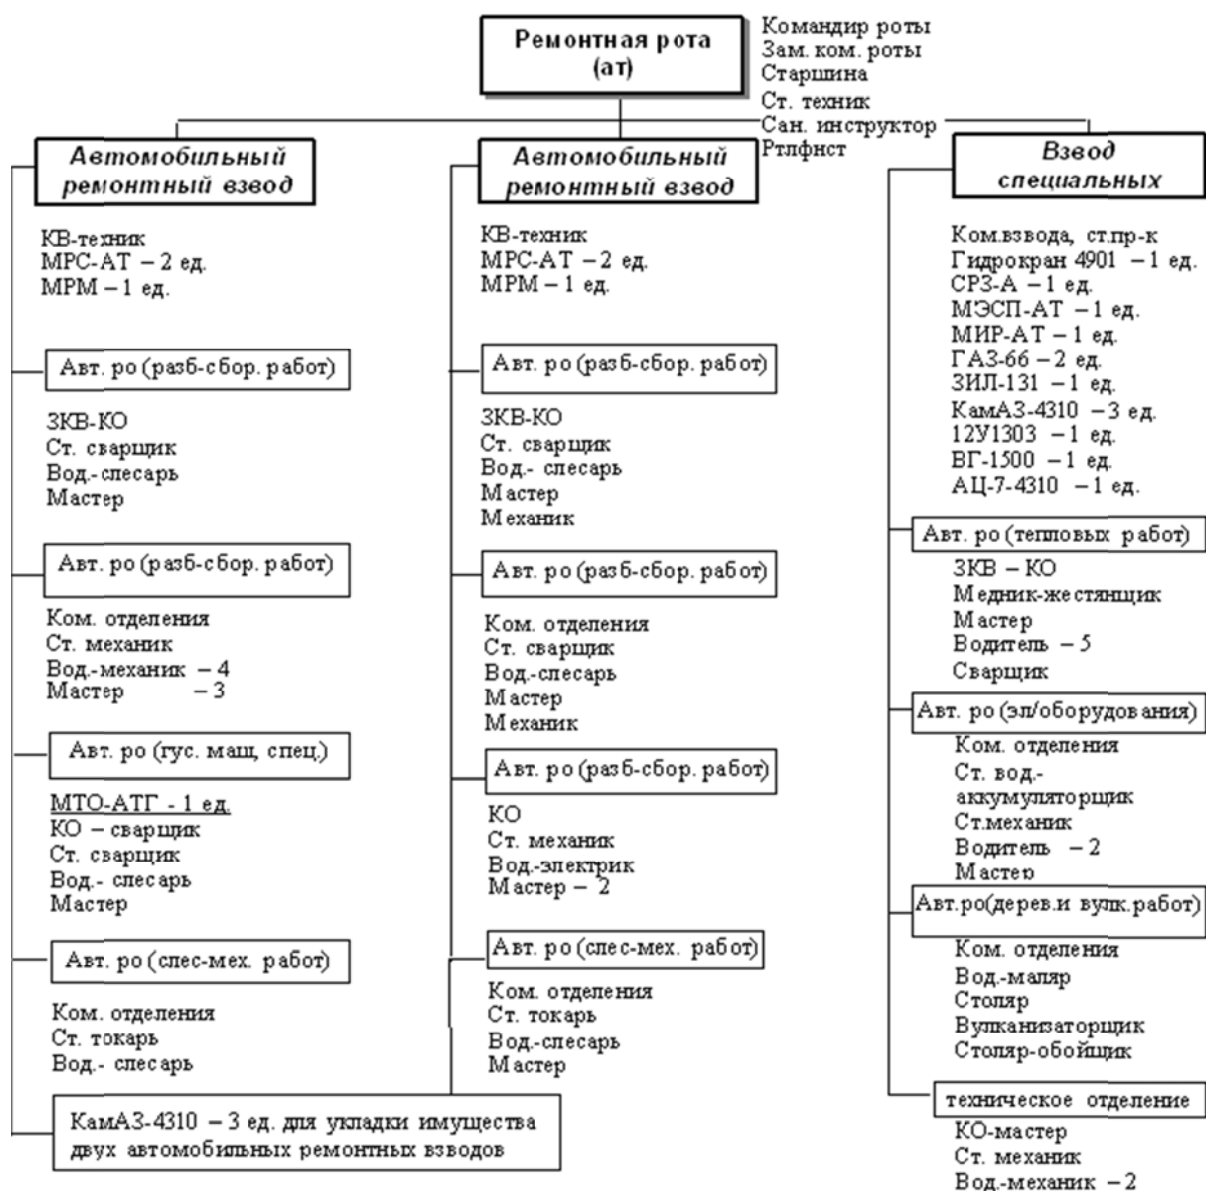 Ремонтная рота
(ат)
Командир роты
Зам. ком. роты
Старшина
Ст. техник
Сан. инструктор
Ртлфнст
Автомобильный
ремонтный взвод
КВ-техник
МРС-АТ – 2 ед.
МРМ – 1 ед.
Авт. ро (разб-сбор. работ)
ЗКВ-КО
Ст. сварщик
Вод.-слесарь
Мастер
Авт. ро (разб-сбор. работ)
Ком. отделения
Ст. механик
Вод.-механик – 4
Мастер – 3
Авт. ро (гус. маш, спец.)
МТО-АТГ - 1 ед.
КО – сварщик
Ст. сварщик
Вод.- слесарь
Мастер
Авт. ро (слес-мех. работ)
Ком. отделения
Ст. токарь
Вод.- слесарь
КамАЗ-4310 – 3 ед. для укладки имущества
двух автомобильных ремонтных взводов
Автомобильный
ремонтный взвод
КВ-техник
МРС-АТ – 2 ед.
МРМ – 1 ед.
Авт. ро (разб-сбор. работ)
ЗКВ-КО
Ст. сварщик
Вод.- слесарь
Мастер
Механик
Авт. ро (разб-сбор. работ)
Ком. отделения
Ст. сварщик
Вод.-слесарь
Мастер
Механик
Авт. ро (разб-сбор. работ)
КО
Ст. механик
Вод.-электрик
Мастер – 2
Авт. ро (слес-мех. работ)
Ком. отделения
Ст. токарь
Вод.-слесарь
Мастер
Взвод
специальных
Ком.взвода, ст.пр-к
Гидрокран 4901 – 1 ед.
СРЗ-А – 1 ед.
МЭСП-АТ – 1 ед.
МИР-АТ – 1 ед.
ГАЗ-66 – 2 ед.
ЗИЛ-131 – 1 ед.
КамАЗ-4310 – 3 ед.
12У1303 – 1 ед.
ВГ-1500 – 1 ед.
АЦ-7-4310 – 1 ед.
Авт. ро (тепловых работ)
ЗКВ – КО
Медник-жестянщик
Мастер
Водитель – 5
Сварщик
Авт. ро (эл/оборудования)
Ком. отделения
Ст. вод.-
аккумуляторщик
Ст.механик
Водитель – 2
Мастер
Авт.ро(дерев.и вулк.работ)
Ком. отделения
Вод.-маляр
Столяр
Вулканизаторщик
Столяр-обойщик
техническое отделение
КО-мастер
Ст. механик
Вод.-механик – 2